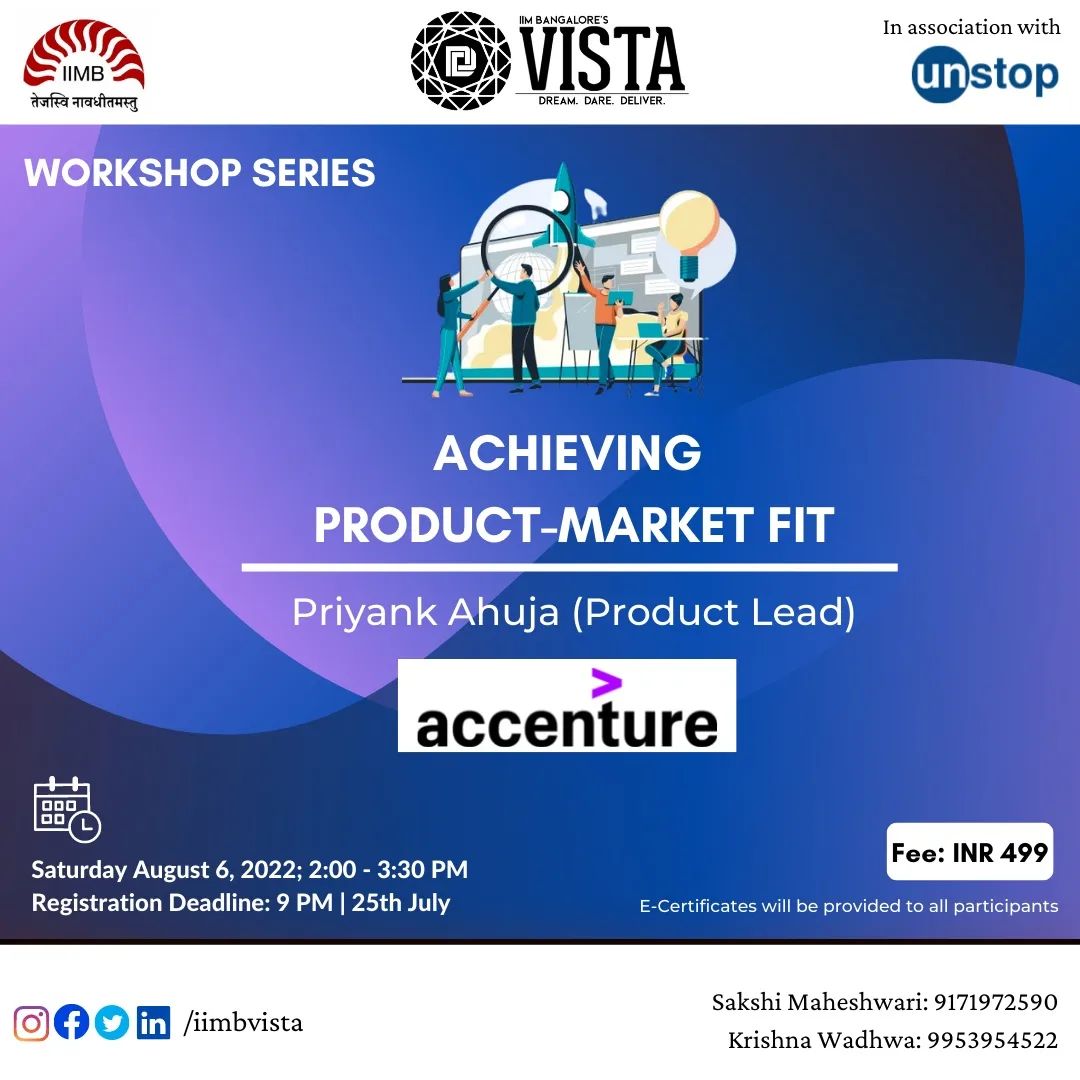 IIMB
तेजस्वि नावधीतमस्तु
IIM BANGALORE'S
VISTA
DREAM. DARE. DELIVER.
In association with
unstop
WORKSHOP SERIES
ACHIEVING
PRODUCT-MARKET FIT
Priyank Ahuja (Product Lead)
accenture
Saturday August 6, 2022; 2:00 - 3:30 PM
Registration Deadline: 9 PM | 25th July
Fee: INR 499
E-Certificates will be provided to all participants
/iimbvista
Sakshi Maheshwari: 9171972590
Krishna Wadhwa: 9953954522